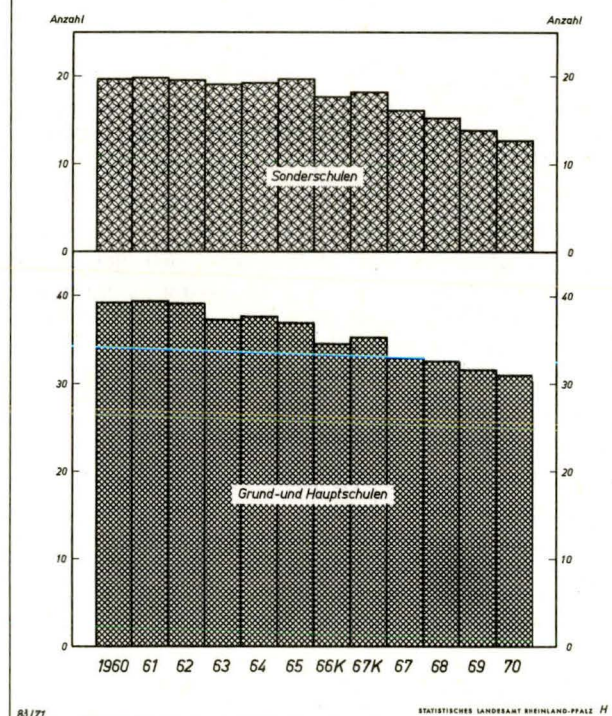 Anzahl Anzahl
20 20
10 10
Sonderschulen
0 0
40 40
30 30
20 20
Grund-und Hauptschulen
10 10
0 0
1960 61 62 63 64 65 66K 67K 67 68 69 70
83/71 STATISTISCHES LANDESAMT RHEINLAND-PFALZ H